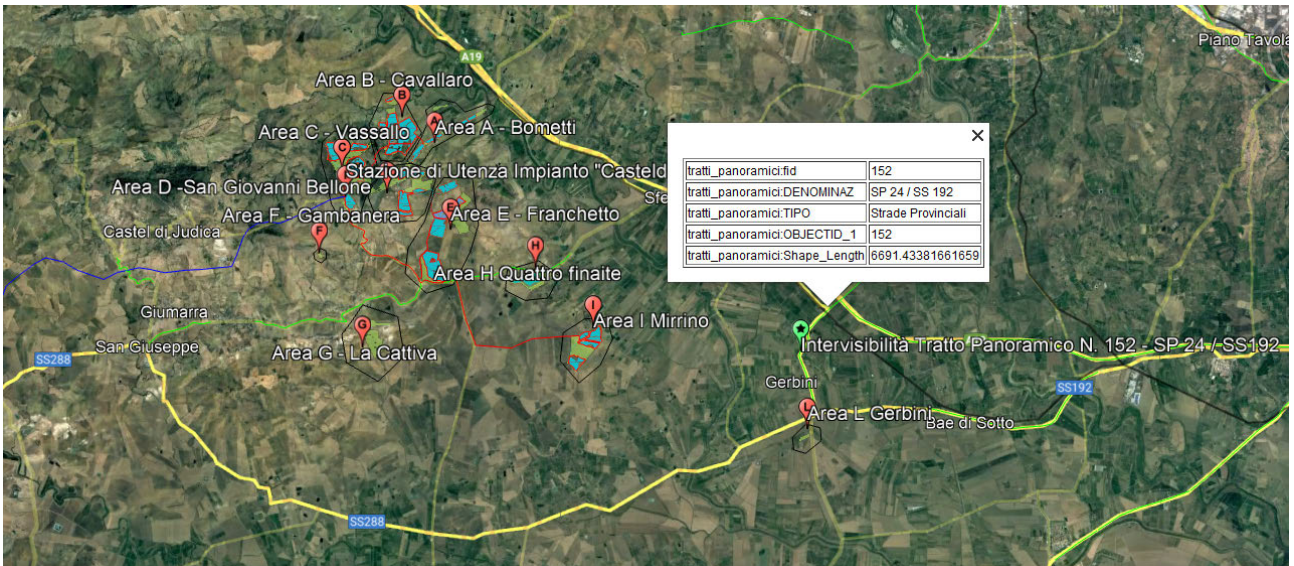 Piano Tavola
A19
Area B - Cavallaro
B
A
Area A - Bometti
Area C - Vassallo
C
Stazione di Utenza Impianto "Casteld
Area D -San Giovanni Bellone
Area F - Gambanera
E
Area E - Franchetto
Sfe
Castel di Judica
F
H
Area H Quattro finaite
Giumarra
I
Area I Mirrino
San Giuseppe
G
Area G - La Cattiva
SS288
×
tratti_panoramici:fid 152
tratti_panoramici:DENOMINAZ SP 24 / SS 192
tratti_panoramici:TIPO Strade Provinciali
tratti_panoramici:OBJECTID_1 152
tratti_panoramici:Shape_Length 6691.43381661659
Intervisibilità Tratto Panoramico N. 152 - SP 24 / SS192
Gerbini
SS192
L
Area L Gerbini
Bae di Sotto
SS288